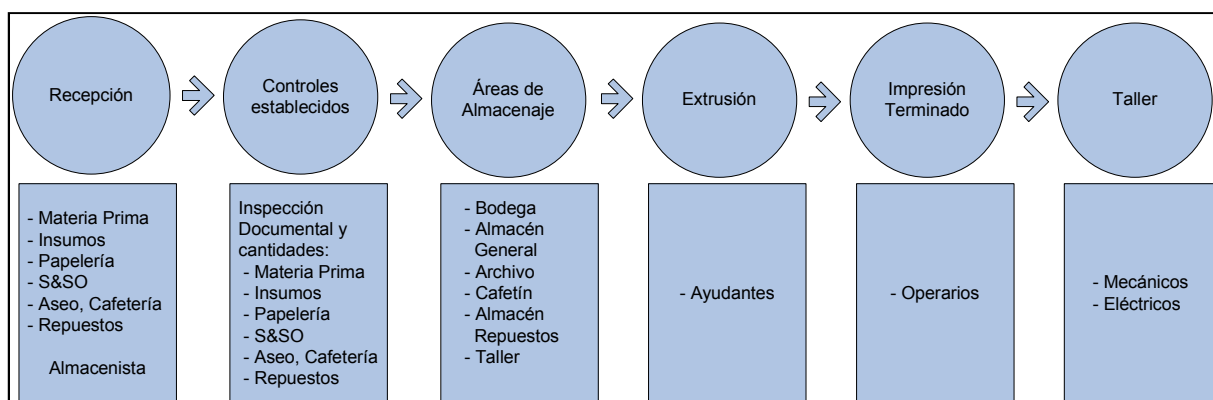 Recepción
Controles
establecidos
Áreas de
Almacenaje
Extrusión
Impresión
Terminado
Taller
- Materia Prima
- Insumos
- Papelería
- S&SO
- Aseo, Cafetería
- Repuestos
Almacenista
Inspección
Documental y
cantidades:
- Materia Prima
- Insumos
- Papelería
- S&SO
- Aseo, Cafetería
- Repuestos
- Bodega
- Almacén
General
- Archivo
- Cafetín
- Almacén
Repuestos
- Taller
- Ayudantes
- Operarios
- Mecánicos
- Eléctricos